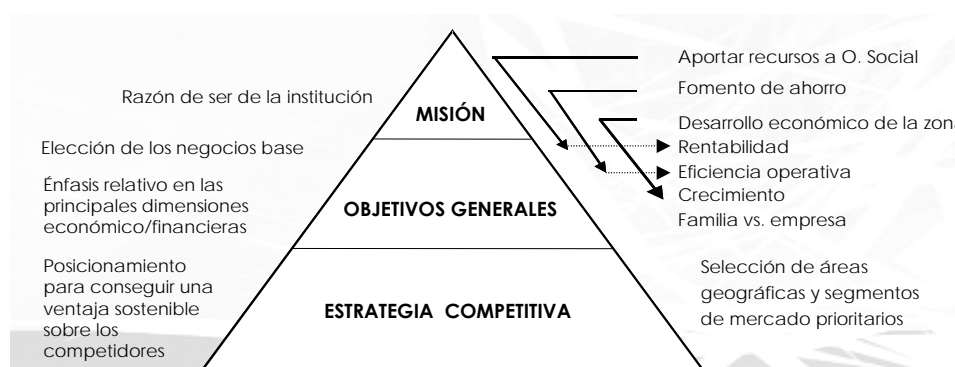 Razón de ser de la institución
Elección de los negocios base
Énfasis relativo en las
principales dimensiones
económico/financieras
Posicionamiento
para conseguir una
ventaja sostenible
sobre los
competidores
MISIÓN
OBJETIVOS GENERALES
ESTRATEGIA COMPETITIVA
Aportar recursos a O. Social
Fomento de ahorro
Desarrollo económico de la zona
Rentabilidad
Eficiencia operativa
Crecimiento
Familia vs. empresa
Selección de áreas
geográficas y segmentos
de mercado prioritarios